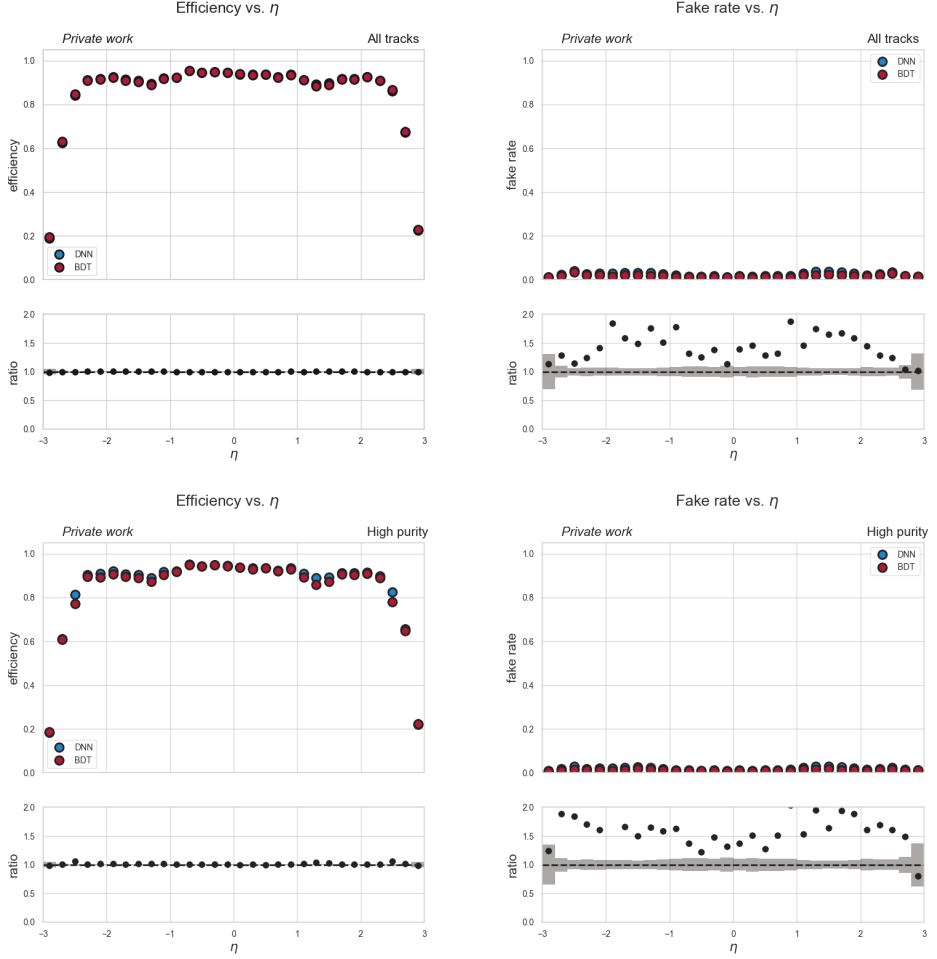 Efficiency vs. η
Private work
All tracks
1.0
0.8
0.6
0.4
0.2
0.0
efficiency
DNN
BDT
2.0
1.5
1.0
0.5
0.0
ratio
−3
−2
−1
0
1
2
3
η
Fake rate vs. η
Private work
All tracks
DNN
BDT
1.0
0.8
0.6
0.4
0.2
0.0
fake rate
2.0
1.5
1.0
0.5
0.0
ratio
−3
−2
−1
0
1
2
3
η
Efficiency vs. η
Private work
High purity
1.0
0.8
0.6
0.4
0.2
0.0
efficiency
DNN
BDT
2.0
1.5
1.0
0.5
0.0
ratio
−3
−2
−1
0
1
2
3
η
Fake rate vs. η
Private work
High purity
DNN
BDT
1.0
0.8
0.6
0.4
0.2
0.0
fake rate
2.0
1.5
1.0
0.5
0.0
ratio
−3
−2
−1
0
1
2
3
η